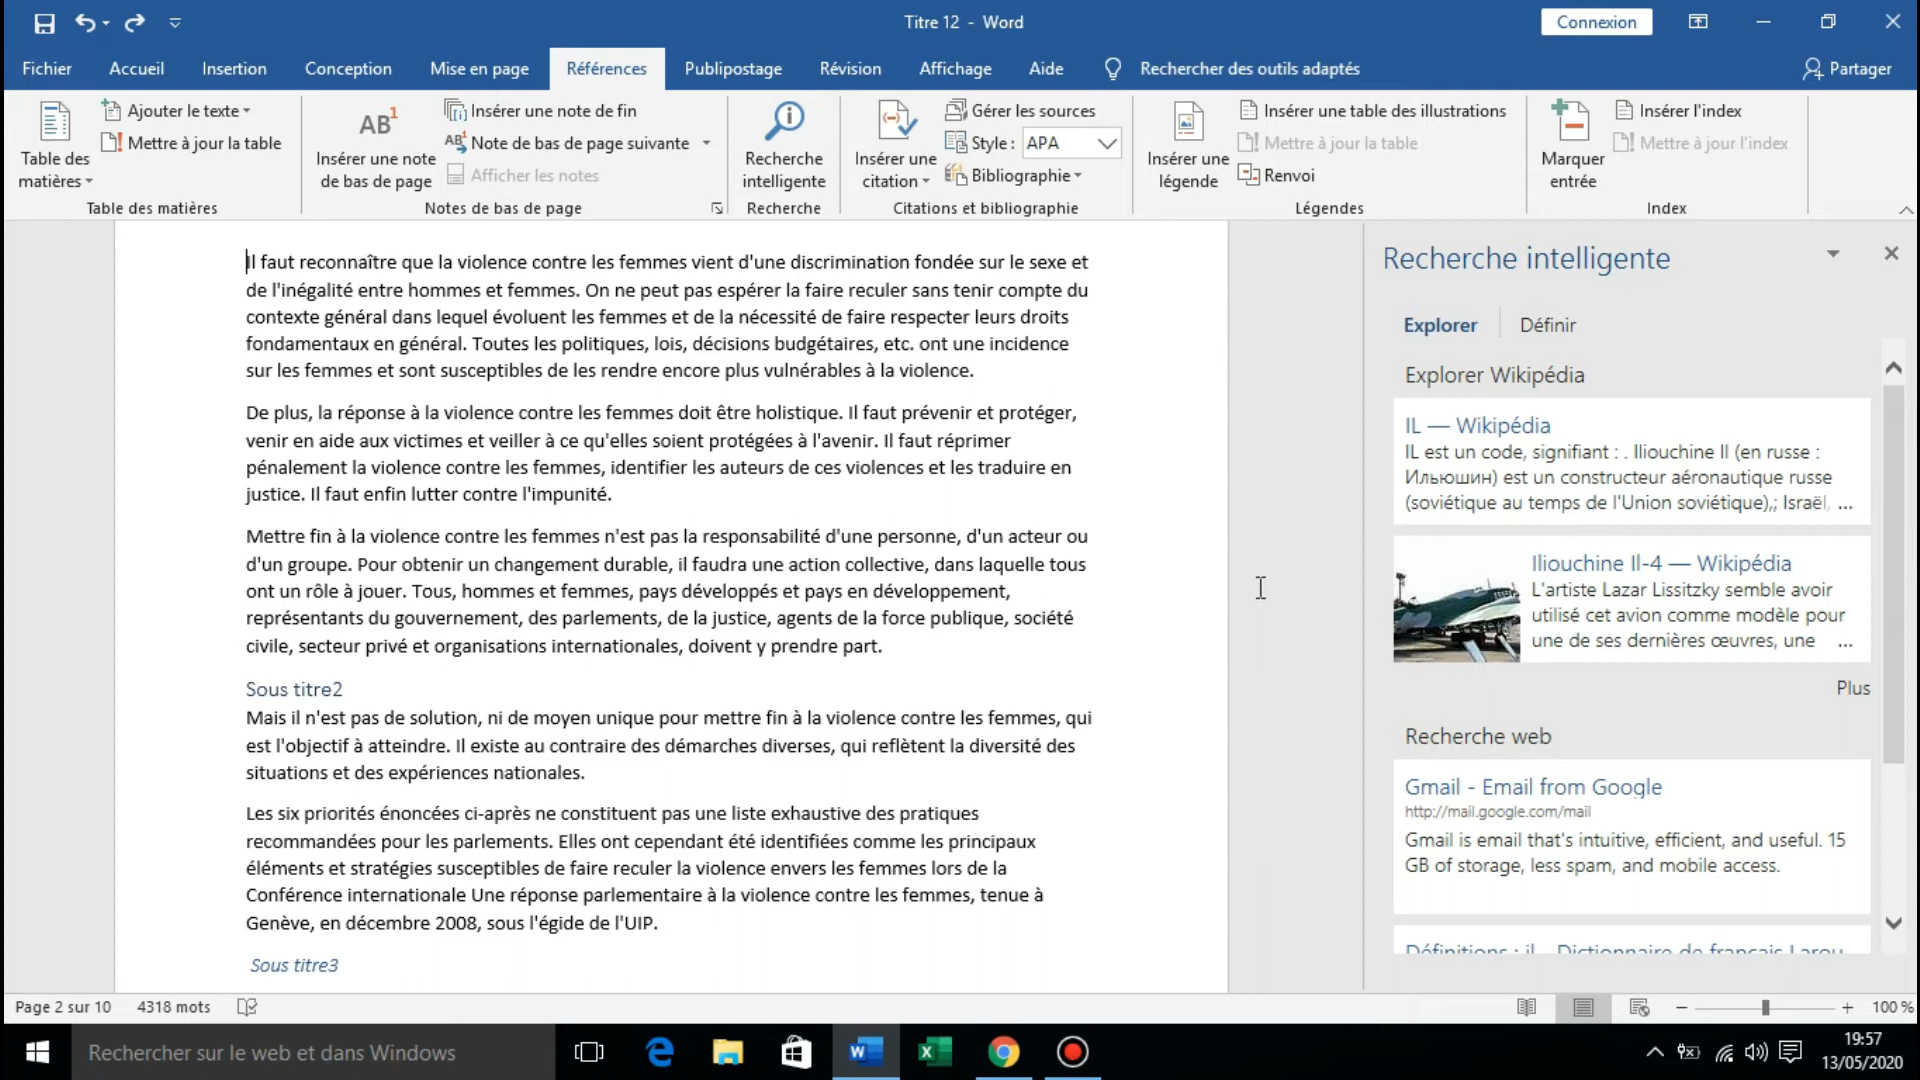 Titre 12 - Word
Connexion
Fichier
Accueil
Insertion
Conception
Mise en page
Références
Publipostage
Révision
Affichage
Aide
Rechercher des outils adaptés
Partager
Table des
matières
Ajouter le texte
Mettre à jour la table
Table des matières
AB1
Insérer une note
de bas de page
Insérer une note de fin
Note de bas de page suivante
Afficher les notes
Notes de bas de page
Recherche
intelligente
Recherche
Insérer une
citation
Gérer les sources
Style : APA
Bibliographie
Citations et bibliographie
Insérer une
légende
Insérer une table des illustrations
Mettre à jour la table
Renvoi
Légendes
Marquer
entrée
Insérer l'index
Mettre à jour l'index
Index
Il faut reconnaître que la violence contre les femmes vient d'une discrimination fondée sur le sexe et
de l'inégalité entre hommes et femmes. On ne peut pas espérer la faire reculer sans tenir compte du
contexte général dans lequel évoluent les femmes et de la nécessité de faire respecter leurs droits
fondamentaux en général. Toutes les politiques, lois, décisions budgétaires, etc. ont une incidence
sur les femmes et sont susceptibles de les rendre encore plus vulnérables à la violence.
De plus, la réponse à la violence contre les femmes doit être holistique. Il faut prévenir et protéger,
venir en aide aux victimes et veiller à ce qu'elles soient protégées à l'avenir. Il faut réprimer
pénalement la violence contre les femmes, identifier les auteurs de ces violences et les traduire en
justice. Il faut enfin lutter contre l'impunité.
Mettre fin à la violence contre les femmes n'est pas la responsabilité d'une personne, d'un acteur ou
d'un groupe. Pour obtenir un changement durable, il faudra une action collective, dans laquelle tous
ont un rôle à jouer. Tous, hommes et femmes, pays développés et pays en développement,
représentants du gouvernement, des parlements, de la justice, agents de la force publique, société
civile, secteur privé et organisations internationales, doivent y prendre part.
Sous titre2
Mais il n'est pas de solution, ni de moyen unique pour mettre fin à la violence contre les femmes, qui
est l'objectif à atteindre. Il existe au contraire des démarches diverses, qui reflètent la diversité des
situations et des expériences nationales.
Les six priorités énoncées ci-après ne constituent pas une liste exhaustive des pratiques
recommandées pour les parlements. Elles ont cependant été identifiées comme les principaux
éléments et stratégies susceptibles de faire reculer la violence envers les femmes lors de la
Conférence internationale Une réponse parlementaire à la violence contre les femmes, tenue à
Genève, en décembre 2008, sous l'égide de l'UIP.
Sous titre3
Recherche intelligente
Explorer
Définir
Explorer Wikipédia
IL — Wikipédia
IL est un code, signifiant : . Iliouchine Il (en russe :
Ильюшин) est un constructeur aéronautique russe
(soviétique au temps de l'Union soviétique),; Israël, ...
Iliouchine Il-4 — Wikipédia
L'artiste Lazar Lissitzky semble avoir
utilisé cet avion comme modèle pour
une de ses dernières œuvres, une ...
Plus
Recherche web
Gmail - Email from Google
http://mail.google.com/mail
Gmail is email that's intuitive, efficient, and useful. 15
GB of storage, less spam, and mobile access.
Définitions : il - Dictionnaire de français Larou
Page 2 sur 10
4318 mots
100 %
Rechercher sur le web et dans Windows
19:57
13/05/2020